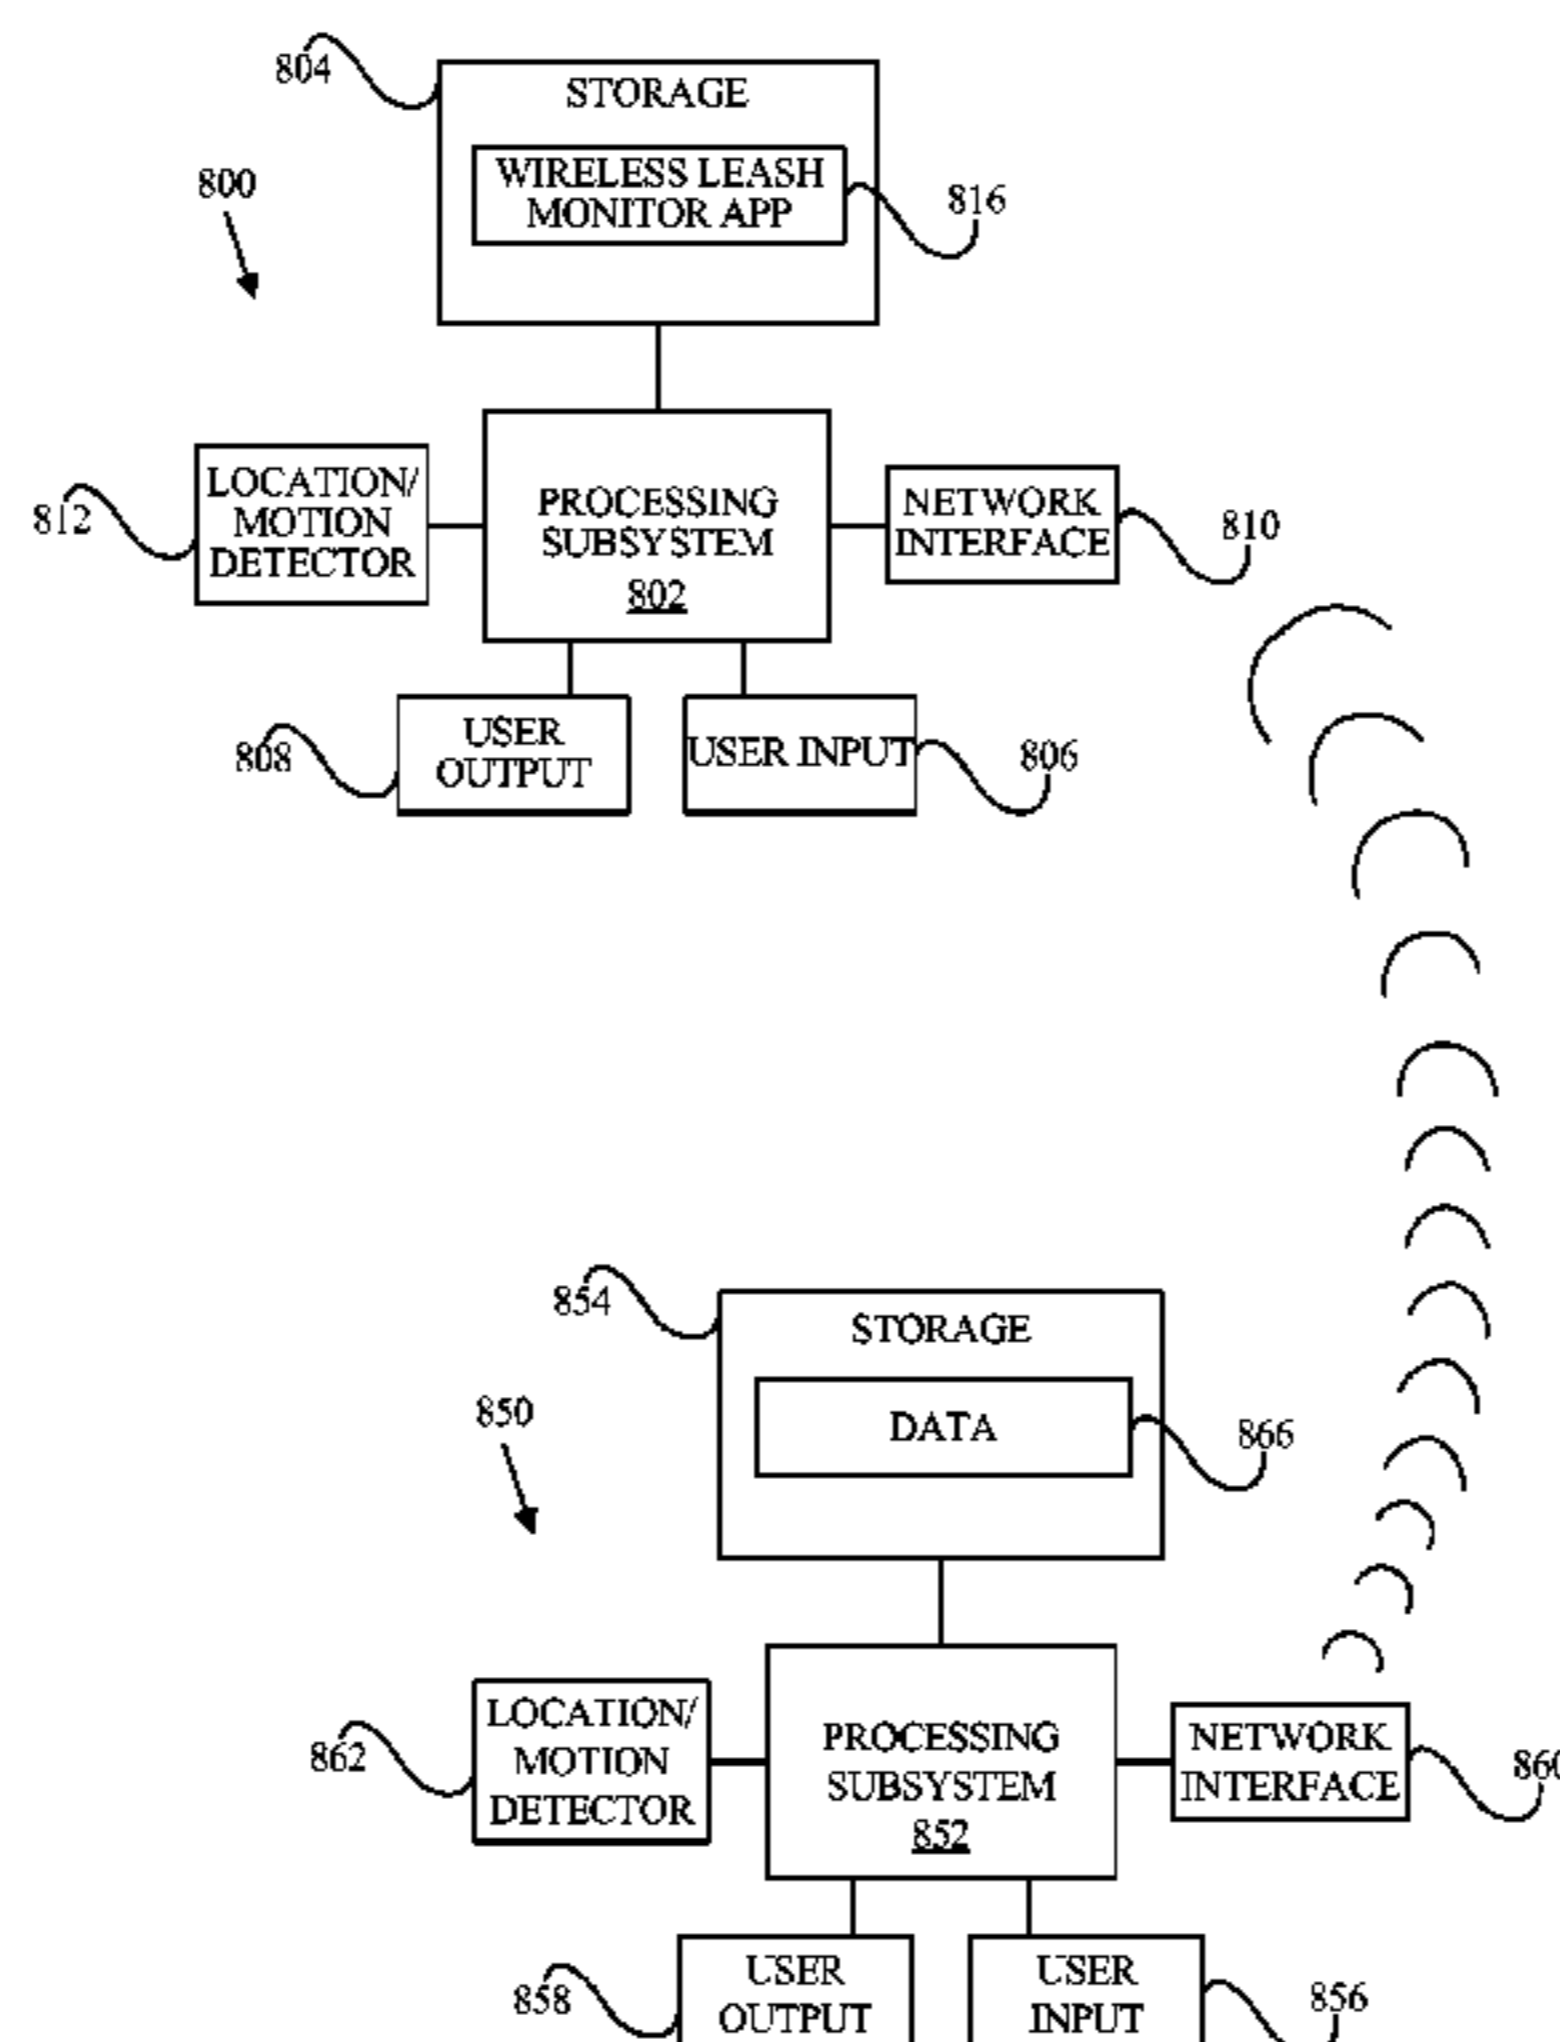 804
STORAGE
WIRELESS LEASH
MONITOR APP
800
816
LOCATION/
MOTION
DETECTOR
812
PROCESSING
SUBSYSTEM
802
NETWORK
INTERFACE
810
808
USER
OUTPUT
USER INPUT
806
854
STORAGE
DATA
850
866
862
LOCATION/
MOTION
DETECTOR
PROCESSING
SUBSYSTEM
852
NETWORK
INTERFACE
860
858
USER
OUTPUT
USER
INPUT
856